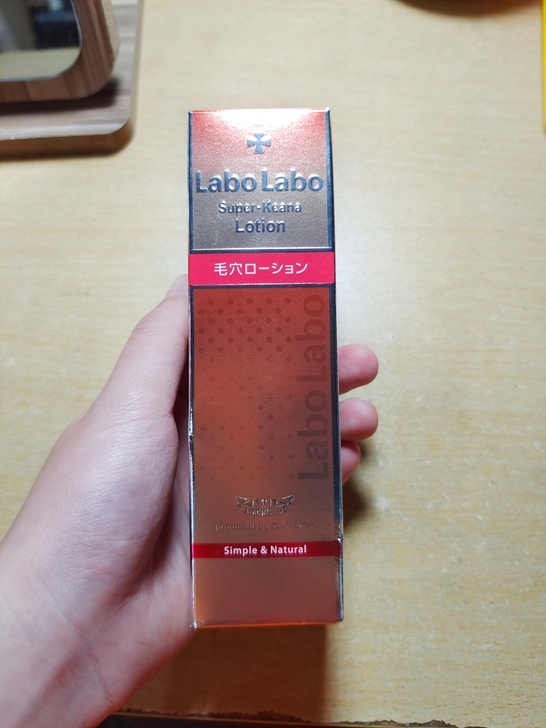 Labo Labo
Super-Keana
Lotion
毛穴ローション
Labo Labo
Simple & Natural